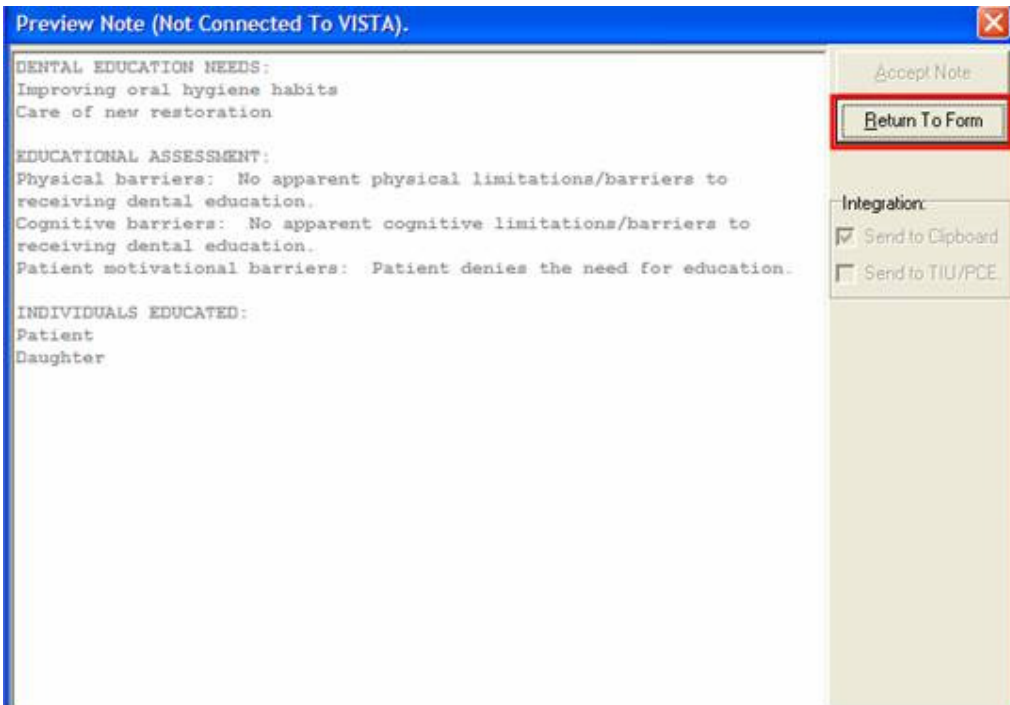 Preview Note (Not Connected To VISTA).
DENTAL EDUCATION NEEDS:
Improving oral hygiene habits
Care of new restoration
EDUCATIONAL ASSESSMENT:
Physical barriers:  No apparent physical limitations/barriers to
receiving dental education.
Cognitive barriers:  No apparent cognitive limitations/barriers to
receiving dental education.
Patient motivational barriers:  Patient denies the need for education.
INDIVIDUALS EDUCATED:
Patient
Daughter
Accept Note
Return To Form
Integration:
Send to Clipboard
Send to TIU/PCE.